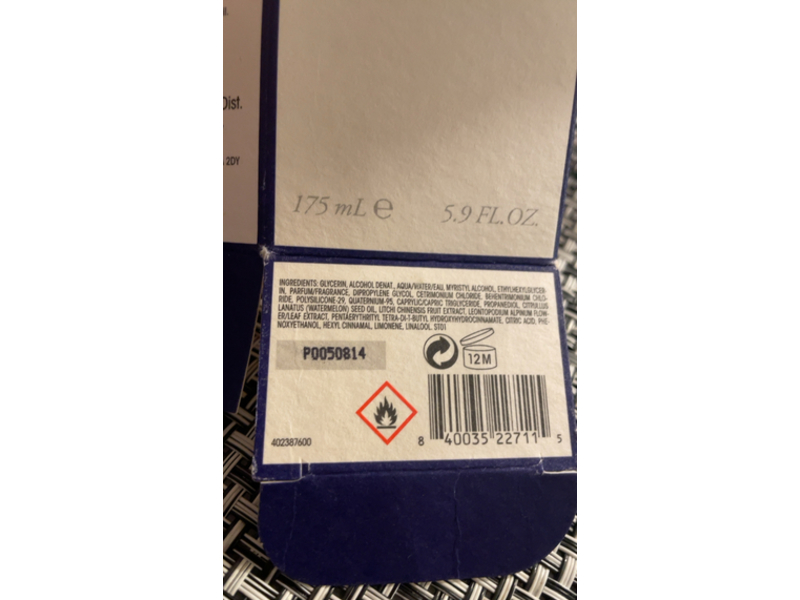 Dist.
2DY
175 mL e
5.9 FL.OZ.
INGREDIENTS: GLYCERIN, ALCOHOL DENAT., AQUA/WATER/EAU, MYRISTYL ALCOHOL, ETHYLHEXYLGLYCER-
IN, PARFUM/FRAGRANCE, DIPROPYLENE GLYCOL, CETRIMONIUM CHLORIDE, BEHENTRIMONIUM CHLO-
RIDE, POLYSILICONE-29, QUATERNIUM-95, CAPRYLIC/CAPRIC TRIGLYCERIDE, PROPANEDIOL, CITRULLUS
LANATUS (WATERMELON) SEED OIL, LITCHI CHINENSIS FRUIT EXTRACT, LEONTOPODIUM ALPINUM FLOW-
ER/LEAF EXTRACT, PENTAERYTHRITYL TETRA-DI-T-BUTYL HYDROXYHYDROCINNAMATE, CITRIC ACID, PHE-
NOXYETHANOL, HEXYL CINNAMAL, LIMONENE, LINALOOL. ST01
P0050814
12M
402387600
8 40035 22711 5